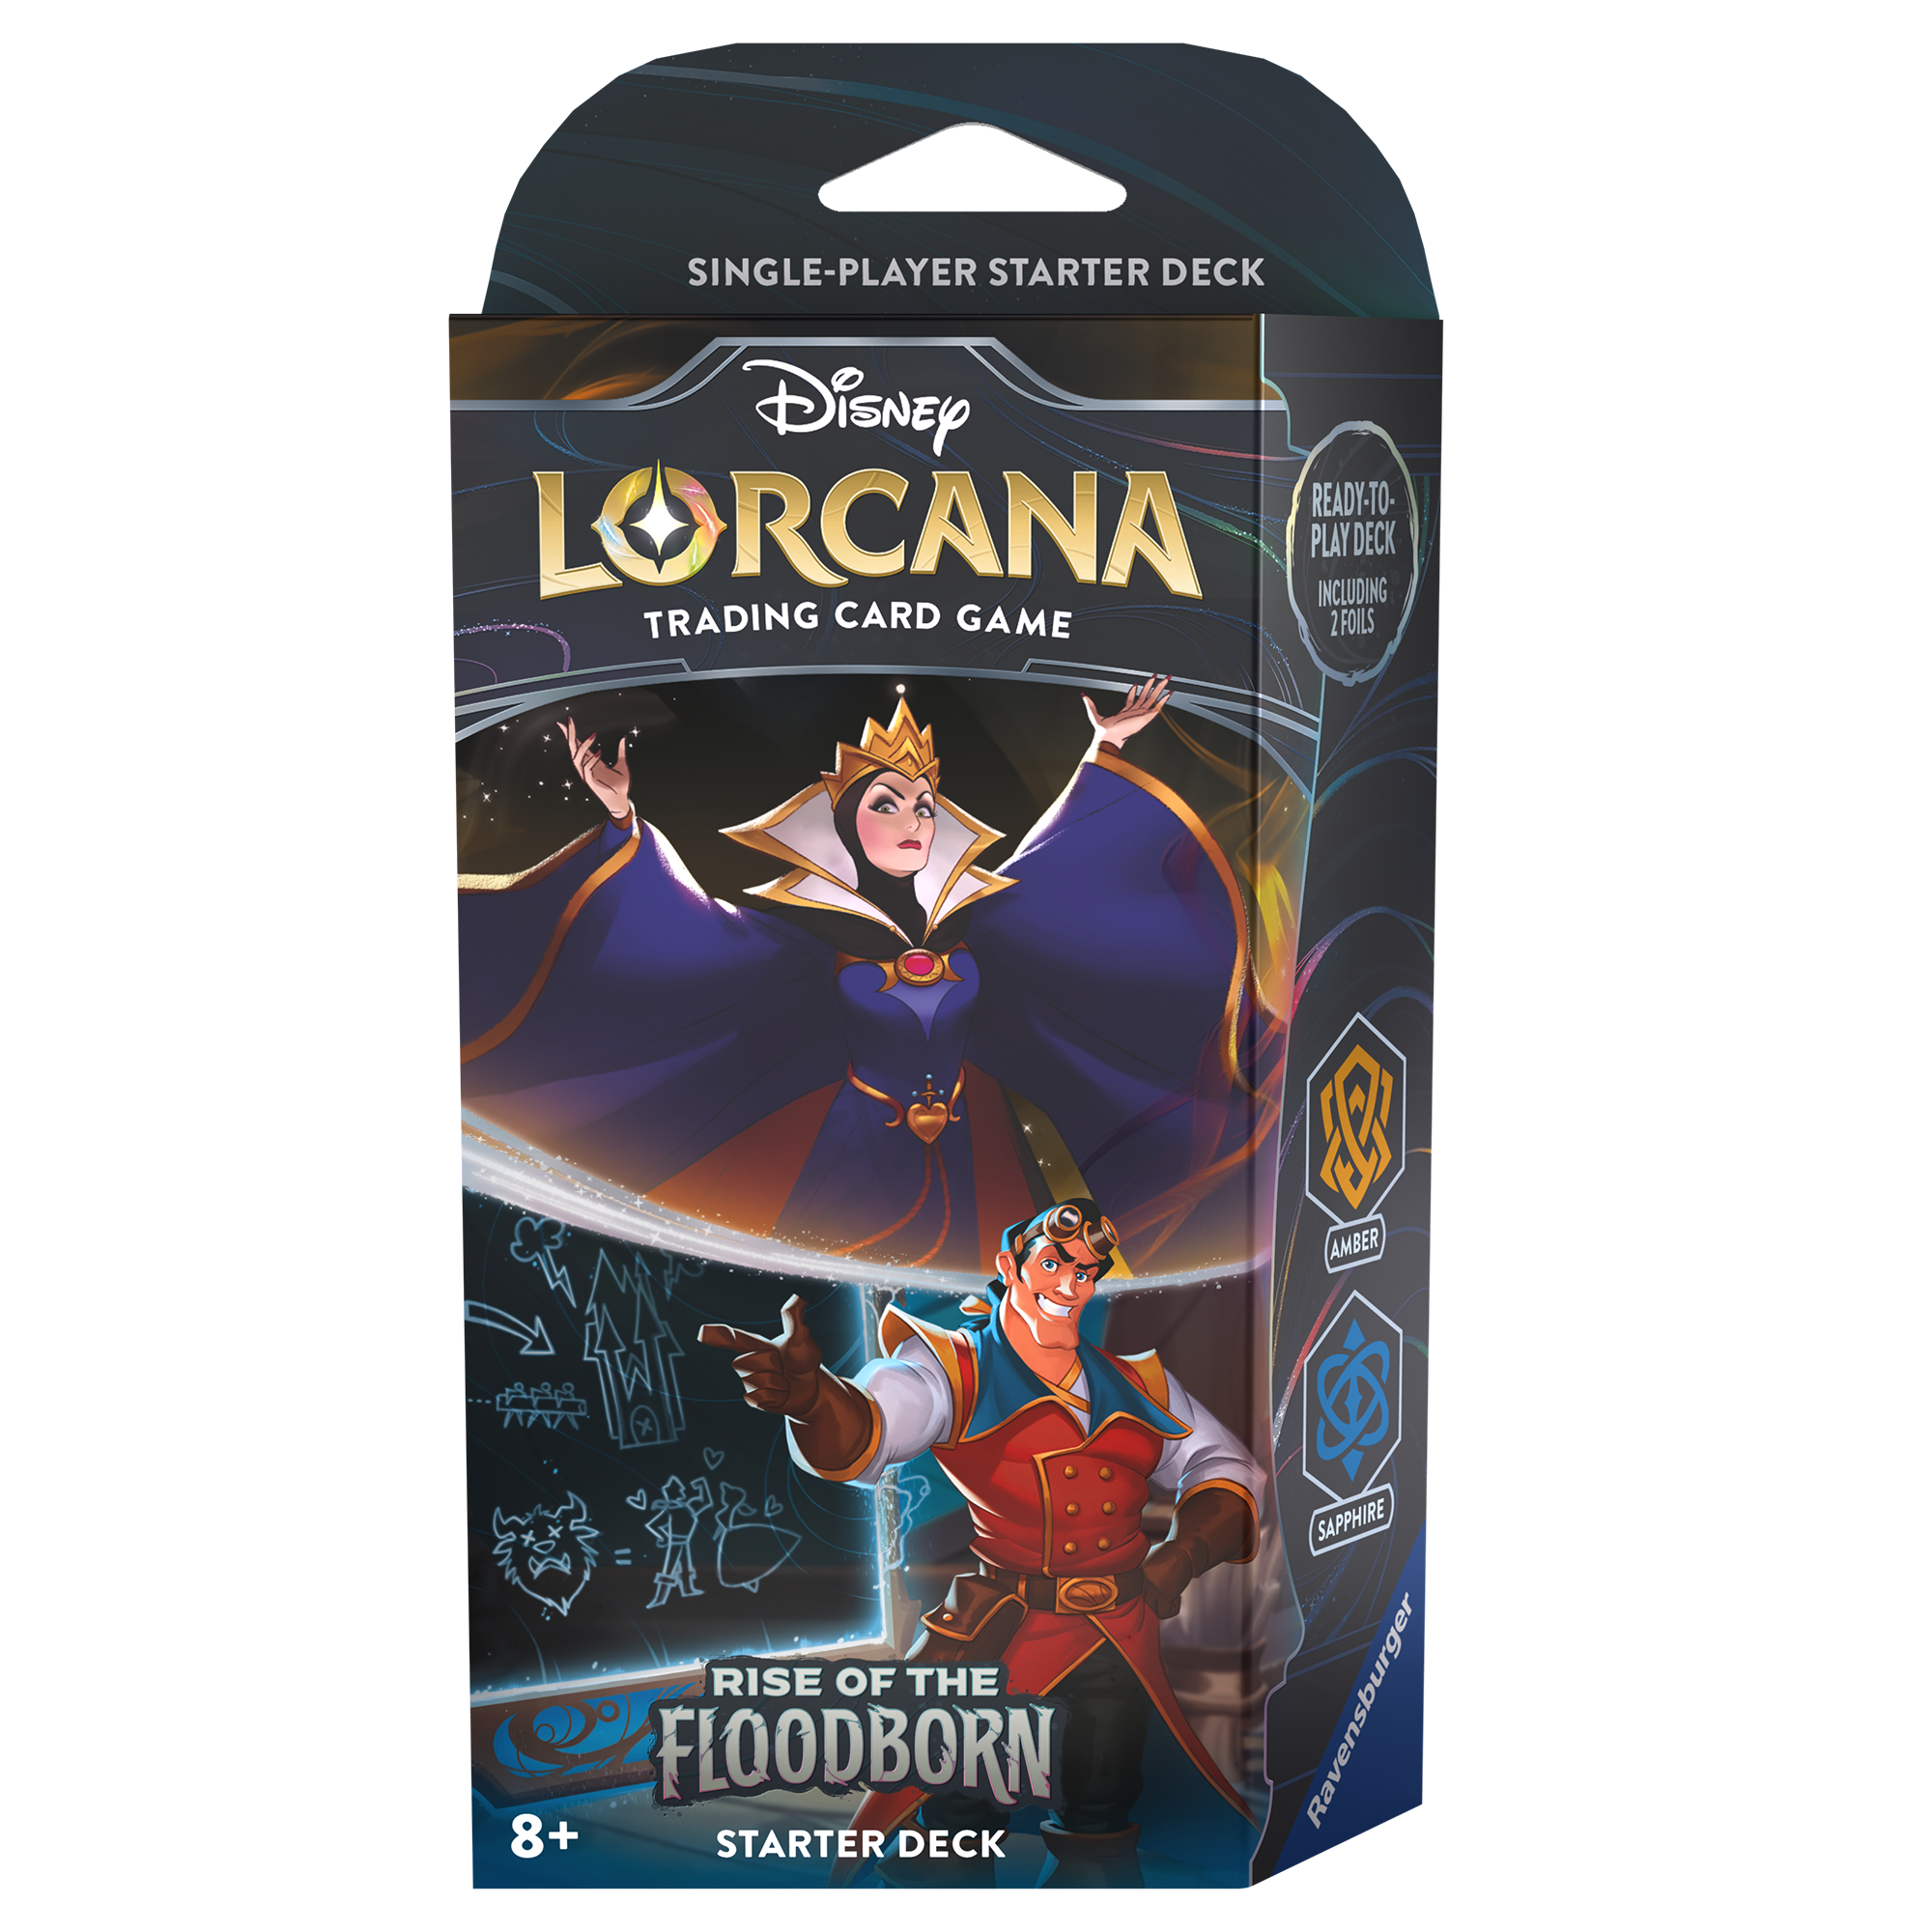 SINGLE-PLAYER STARTER DECK
Disney
LORCANA
TRADING CARD GAME
READY-TO-
PLAY DECK
INCLUDING
2 FOILS
AMBER
SAPPHIRE
Ravensburger
RISE OF THE
FLOODBORN
8+
STARTER DECK